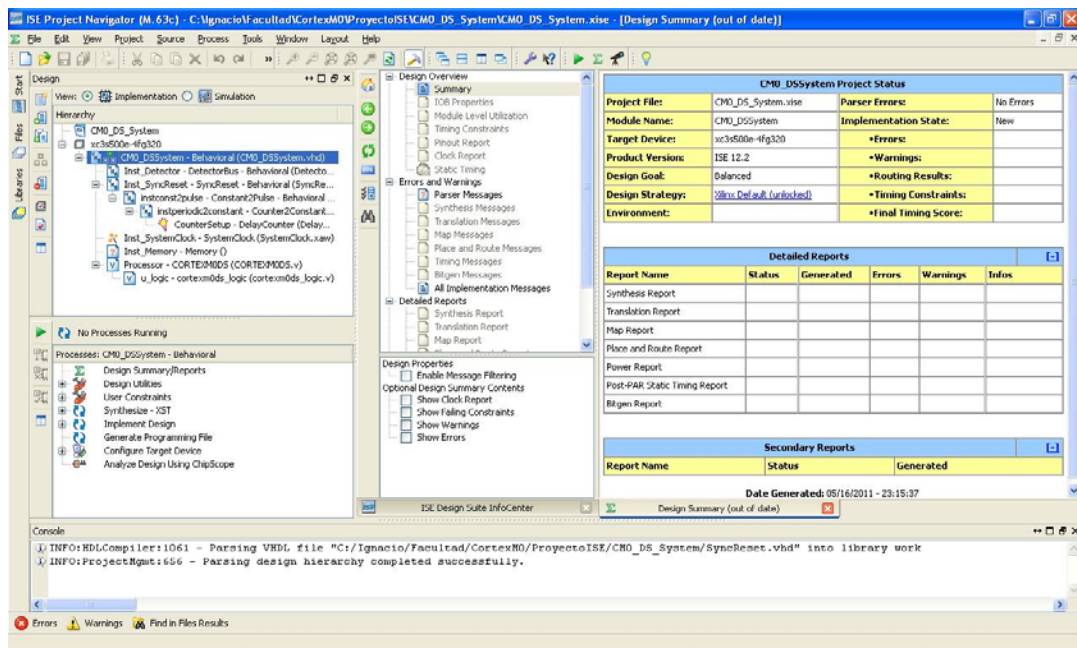 ISE Project Navigator (M.63c) - C:\Ignacio\Facultad\CortexM0\ProyectoISE\CM0_DS_System\CM0_DS_System.xise - [Design Summary (out of date)]
File Edit View Project Source Process Tools Window Layout Help
Start
Files
Libraries
Design
View: Implementation Simulation
Hierarchy
CM0_DS_System
xc3s500e-4fg320
CM0_DSSystem - Behavioral (CM0_DSSystem.vhd)
Inst_Detector - DetectorBus - Behavioral (Detecto...
Inst_SyncReset - SyncReset - Behavioral (SyncRe...
instconst2pulse - Constant2Pulse - Behavioral ...
instperiodic2constant - Counter2Constant...
CounterSetup - DelayCounter (Delay...
Inst_SystemClock - SystemClock (SystemClock.xaw)
Inst_Memory - Memory ()
Processor - CORTEXM0DS (CORTEXM0DS.v)
u_logic - cortexm0ds_logic (cortexm0ds_logic.v)
No Processes Running
Processes: CM0_DSSystem - Behavioral
Design Summary/Reports
Design Utilities
User Constraints
Synthesize - XST
Implement Design
Generate Programming File
Configure Target Device
Analyze Design Using ChipScope
Design Overview
Summary
IOB Properties
Module Level Utilization
Timing Constraints
Pinout Report
Clock Report
Static Timing
Errors and Warnings
Parser Messages
Synthesis Messages
Translation Messages
Map Messages
Place and Route Messages
Timing Messages
Bitgen Messages
All Implementation Messages
Detailed Reports
Synthesis Report
Translation Report
Map Report
Design Properties
Enable Message Filtering
Optional Design Summary Contents
Show Clock Report
Show Failing Constraints
Show Warnings
Show Errors
CM0_DSSystem Project Status
Project File: CM0_DS_System.xise Parser Errors: No Errors
Module Name: CM0_DSSystem Implementation State: New
Target Device: xc3s500e-4fg320 •Errors:
Product Version: ISE 12.2 •Warnings:
Design Goal: Balanced •Routing Results:
Design Strategy: Xilinx Default (unlocked) •Timing Constraints:
Environment: •Final Timing Score:
Detailed Reports [-]
Report Name Status Generated Errors Warnings Infos
Synthesis Report
Translation Report
Map Report
Place and Route Report
Power Report
Post-PAR Static Timing Report
Bitgen Report
Secondary Reports [-]
Report Name Status Generated
Date Generated: 05/16/2011 - 23:15:37
ISE Design Suite InfoCenter
Design Summary (out of date)
Console
INFO:HDLCompiler:1061 - Parsing VHDL file "C:/Ignacio/Facultad/CortexM0/ProyectoISE/CM0_DS_System/SyncReset.vhd" into library work
INFO:ProjectMgmt:656 - Parsing design hierarchy completed successfully.
Errors Warnings Find in Files Results